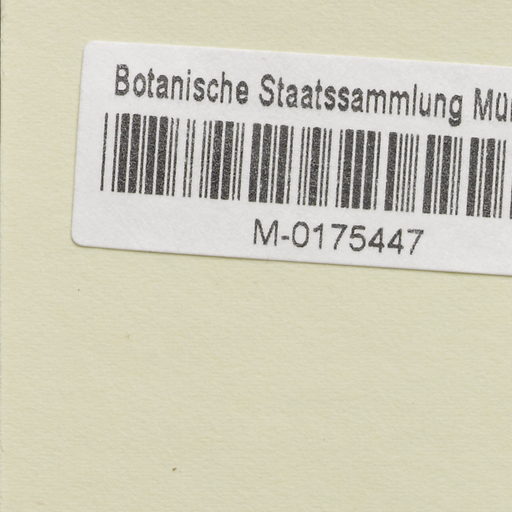 Botanische Staatssammlung Mü
M-0175447